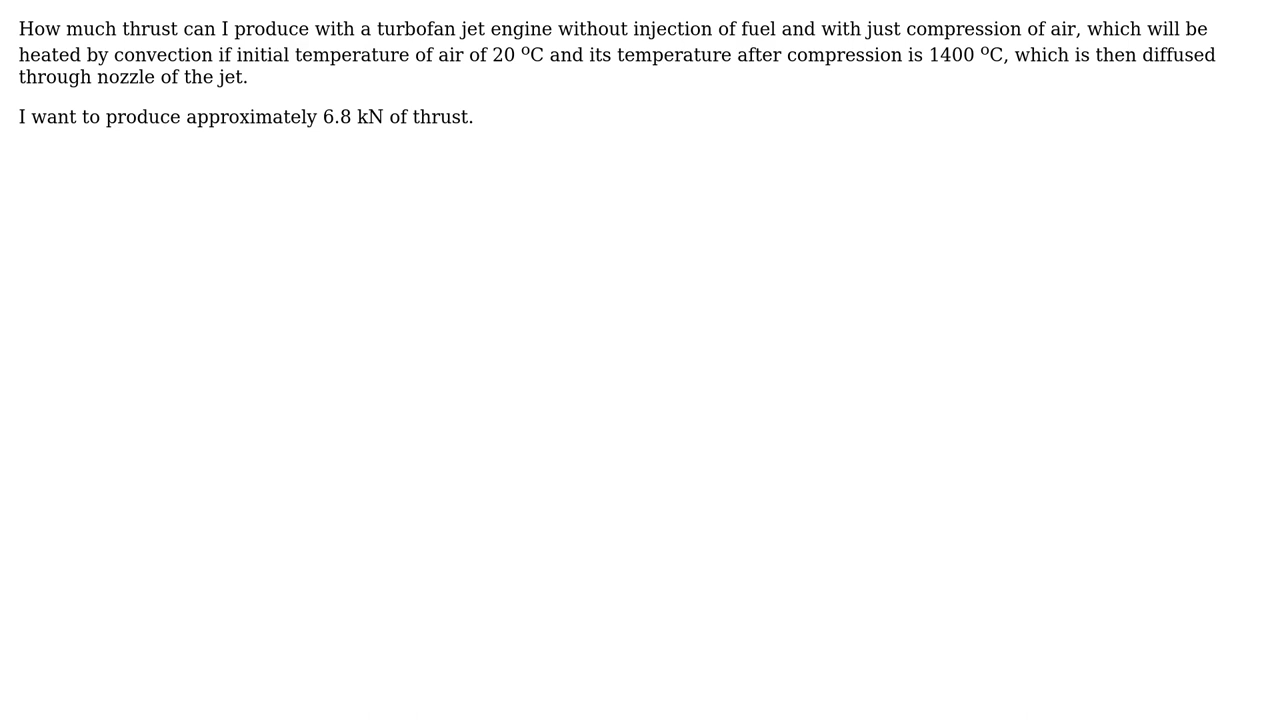 How much thrust can I produce with a turbofan jet engine without injection of fuel and with just compression of air, which will be
heated by convection if initial temperature of air of 20 ºC and its temperature after compression is 1400 ºC, which is then diffused
through nozzle of the jet.
I want to produce approximately 6.8 kN of thrust.